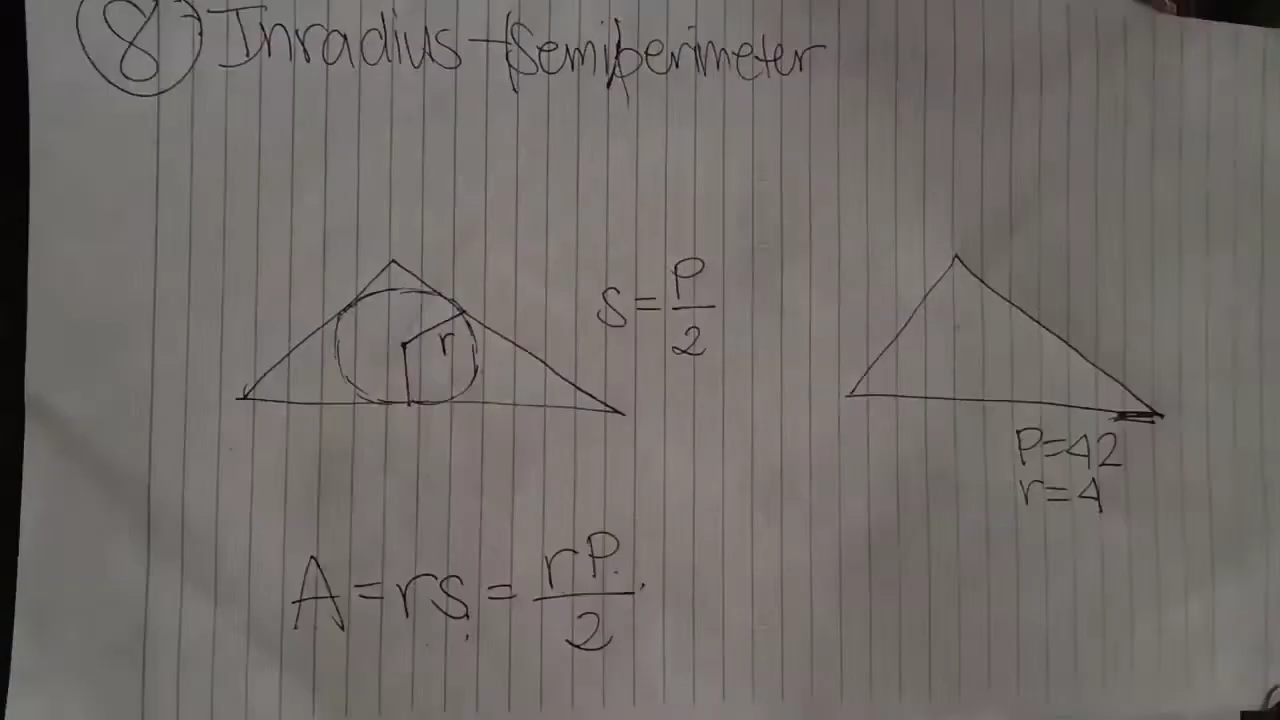 ⑧ Inradius-Semiperimeter
r
s = P/2
P=42
r=4
A = rs = rP/2